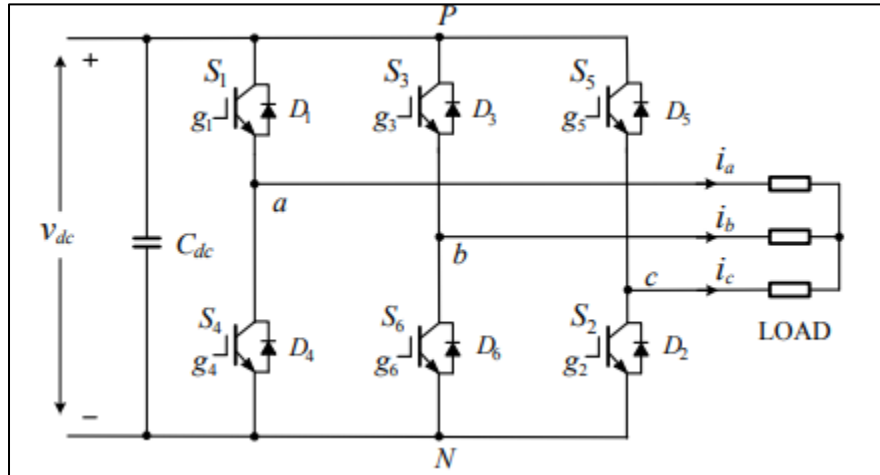 P
+
S1 S3 S5
g1 D1 g3 D3 g5 D5
ia
a
vdc
Cdc
ib
b
ic
c
S4 S6 S2
LOAD
g4 D4 g6 D6 g2 D2
−
N